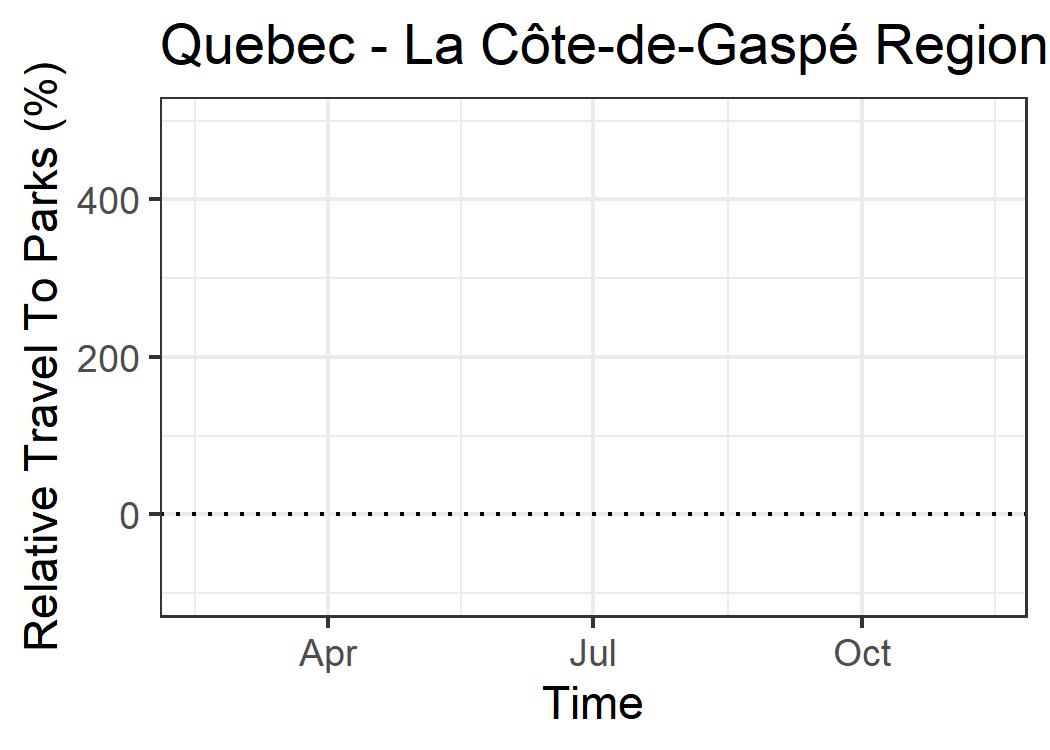 Quebec - La Côte-de-Gaspé Region
Relative Travel To Parks (%)
400
200
0
Apr Jul Oct
Time